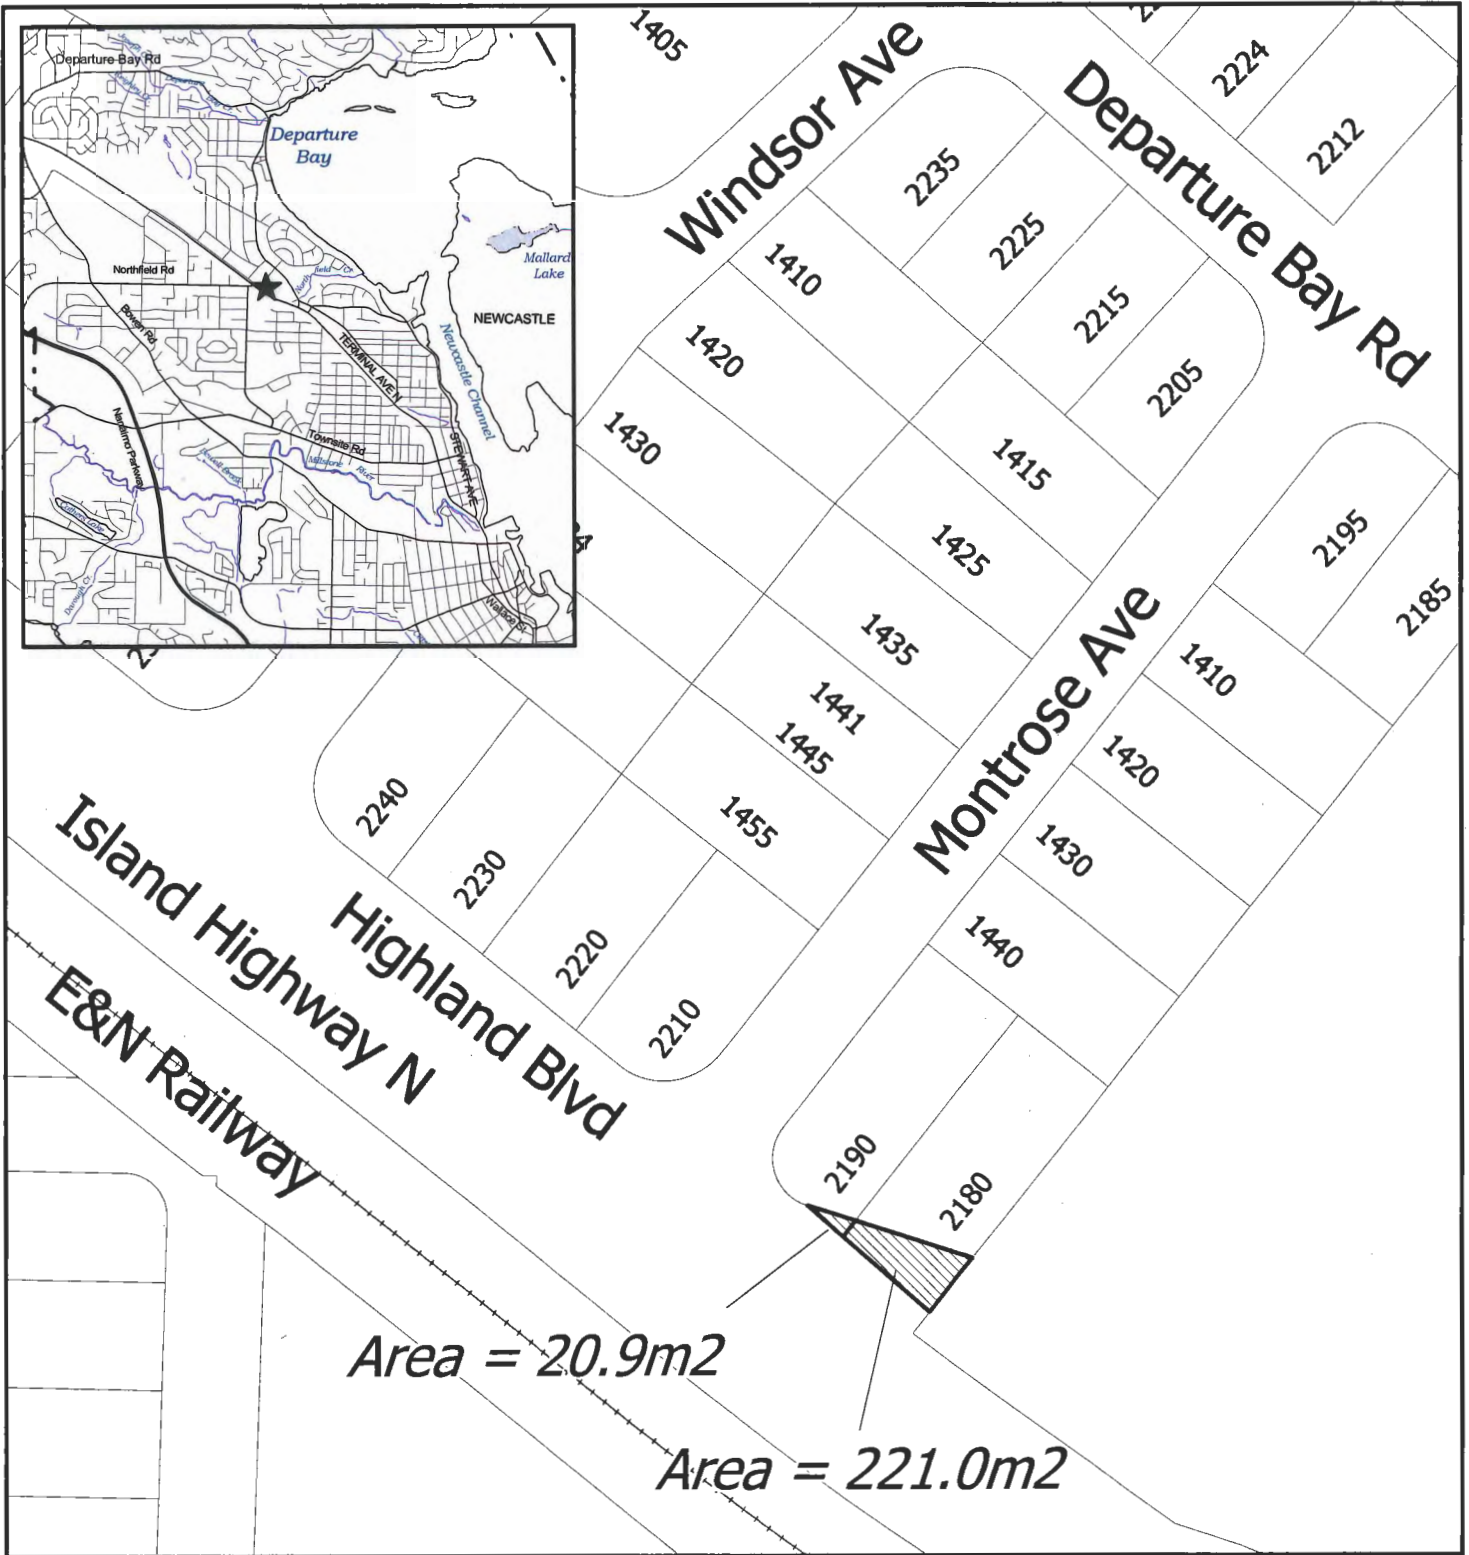 Departure Bay Rd
Departure
Bay
Mallard
Lake
Northfield Rd
NEWCASTLE
Bowen Rd
TERMINAL AVE N
Newcastle Channel
Nanaimo Parkway
Townsite Rd
Millstone River
STEWART AVE
Wallace St
1405
Windsor Ave
Departure Bay Rd
2224
2212
2235
2225
2215
2205
1410
1420
1430
1415
1425
1435
1441
1445
1455
2195
2185
Montrose Ave
1410
1420
1430
1440
2240
2230
2220
2210
Island Highway N
Highland Blvd
E&N Railway
2190
2180
Area = 20.9m2
Area = 221.0m2